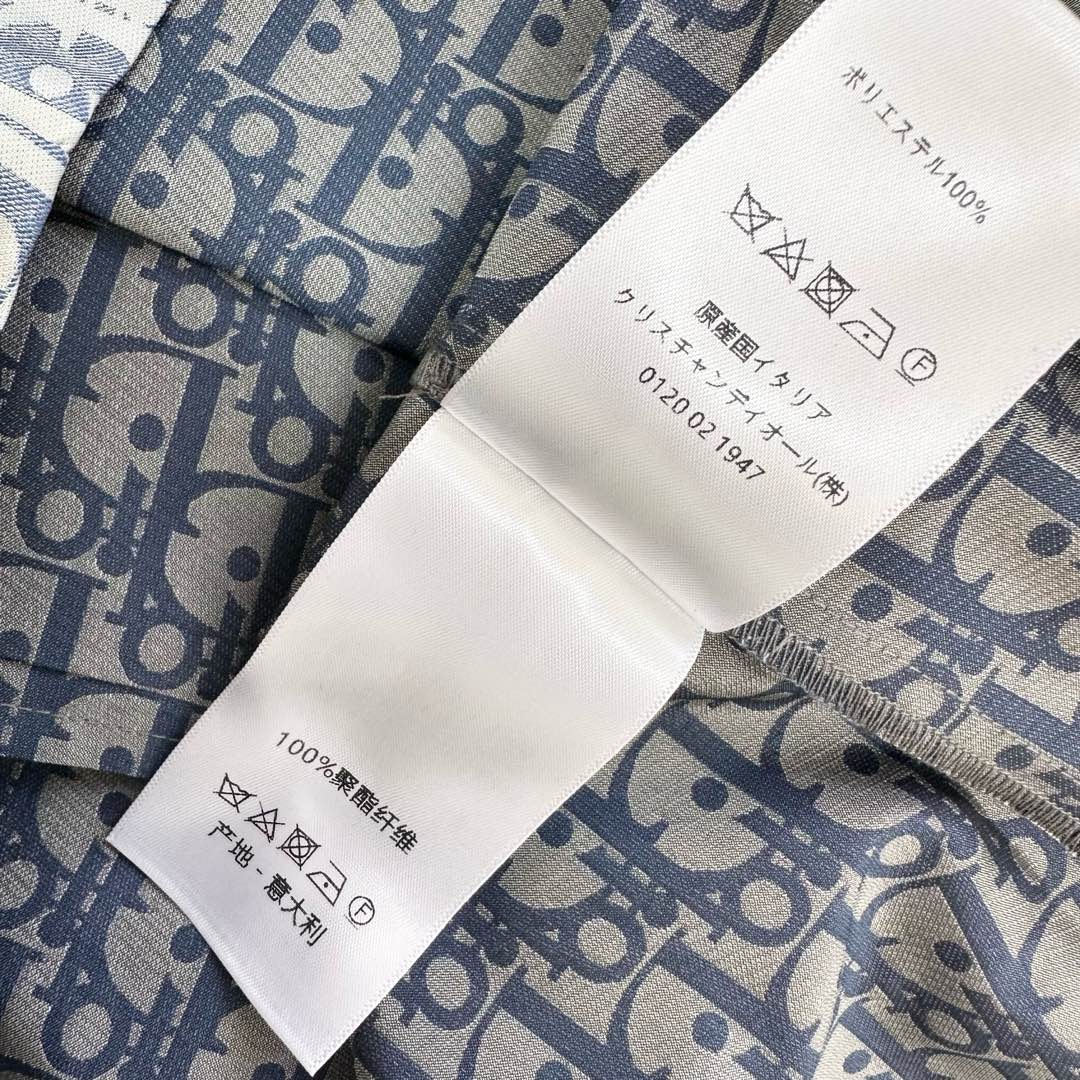 ポリエステル100%
F
原産国イタリア
クリスチャンディオール(株)
0120 02 1947
100%聚酯纤维
F
产地 - 意大利